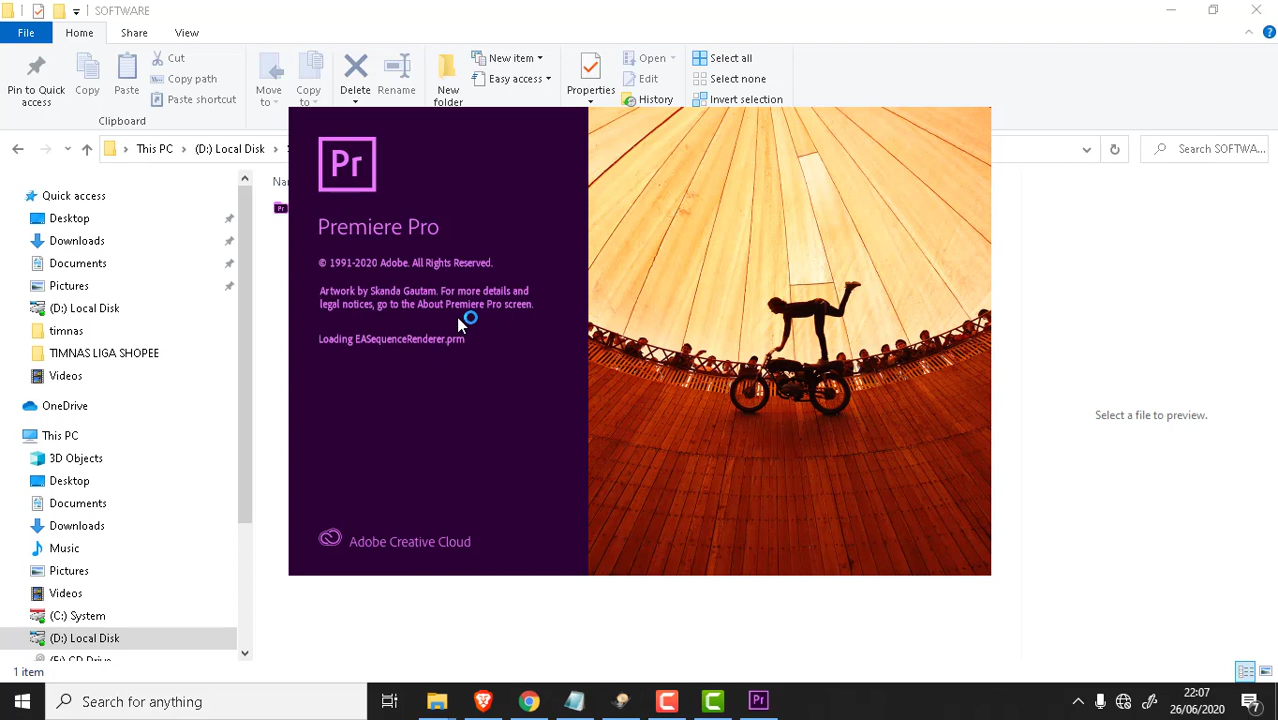 SOFTWARE
File
Home
Share
View
Pin to Quick access
Copy
Paste
Cut
Copy path
Paste shortcut
Clipboard
Move to
Copy to
Delete
Rename
New folder
New item
Easy access
Properties
Open
Edit
History
Select all
Select none
Invert selection
This PC
(D:) Local Disk
Search SOFTWA...
Quick access
Desktop
Downloads
Documents
Pictures
(D:) Local Disk
timnas
TIMNAS LIGA SHOPEE
Videos
OneDrive
This PC
3D Objects
Desktop
Documents
Downloads
Music
Pictures
Videos
(C:) System
(D:) Local Disk
Pr
Premiere Pro
© 1991-2020 Adobe. All Rights Reserved.
Artwork by Skanda Gautam. For more details and
legal notices, go to the About Premiere Pro screen.
Loading EASequenceRenderer.prm
Adobe Creative Cloud
Select a file to preview.
1 item
Search for anything
Pr
22:07
26/06/2020
7